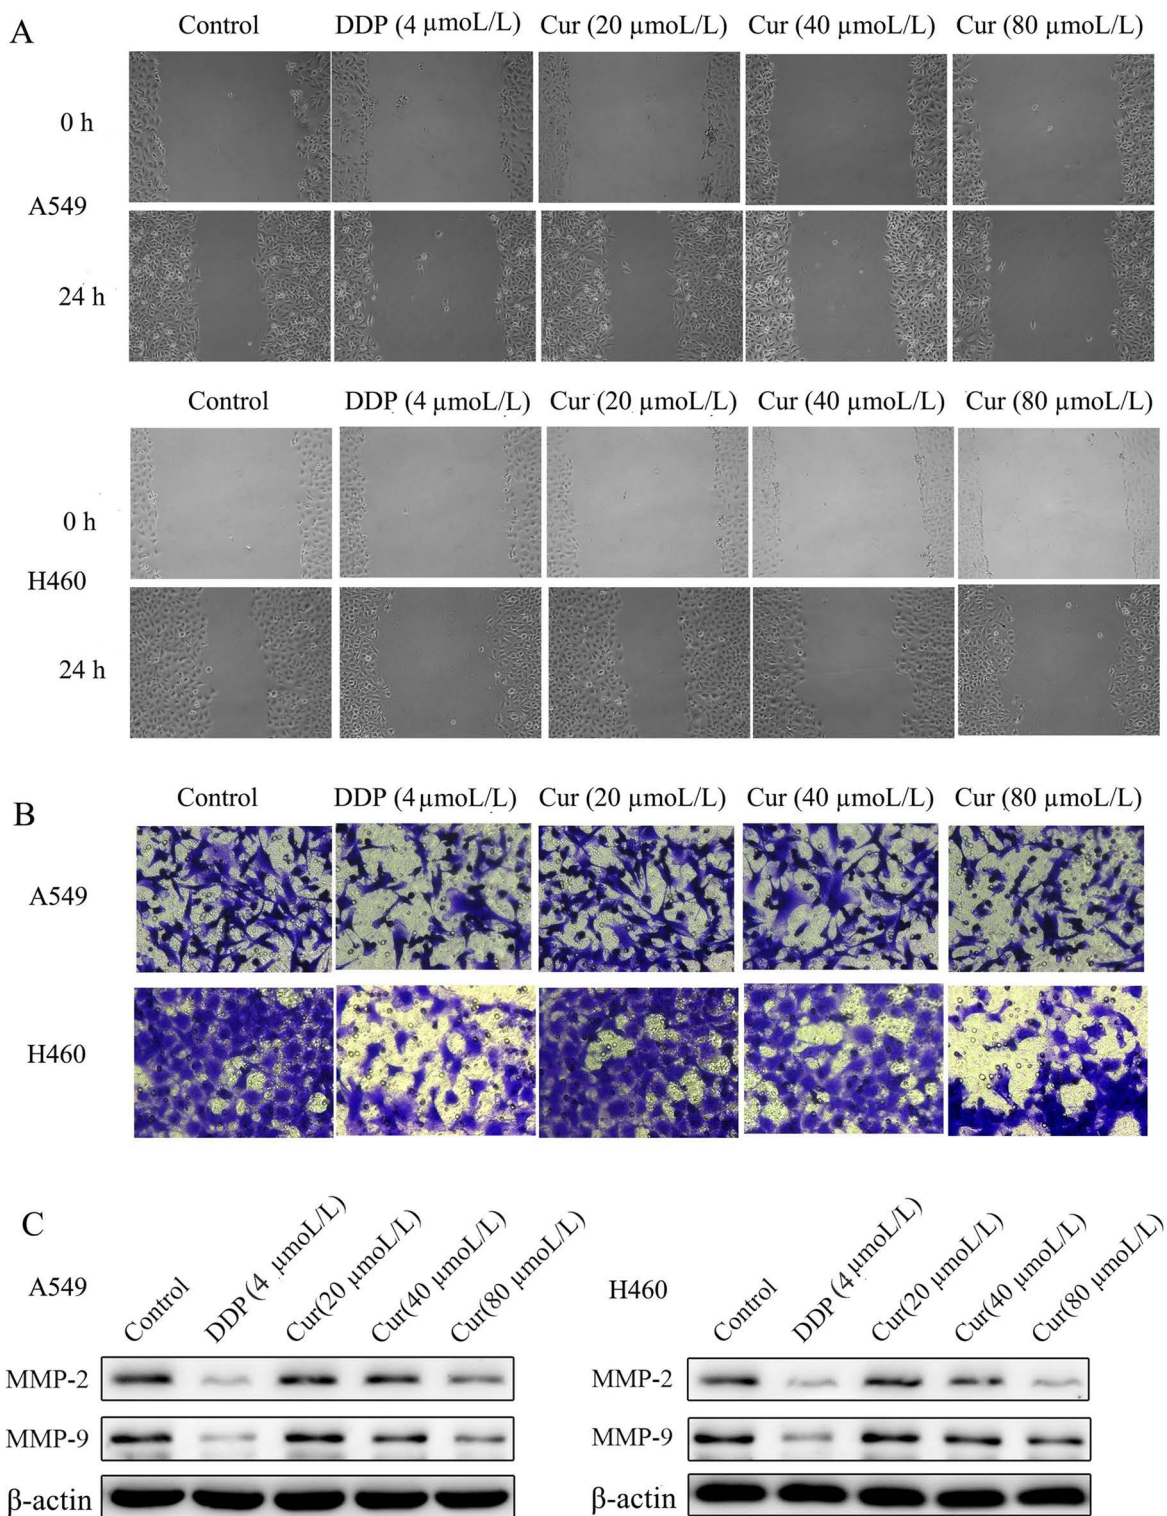 A
Control DDP (4 µmoL/L) Cur (20 µmoL/L) Cur (40 µmoL/L) Cur (80 µmoL/L)
0 h
A549
24 h
Control DDP (4 µmoL/L) Cur (20 µmoL/L) Cur (40 µmoL/L) Cur (80 µmoL/L)
0 h
H460
24 h
B
Control DDP (4 µmoL/L) Cur (20 µmoL/L) Cur (40 µmoL/L) Cur (80 µmoL/L)
A549
H460
C
A549
Control DDP (4 µmoL/L) Cur(20 µmoL/L) Cur(40 µmoL/L) Cur(80 µmoL/L)
MMP-2
MMP-9
β-actin
H460
Control DDP (4 µmoL/L) Cur(20 µmoL/L) Cur(40 µmoL/L) Cur(80 µmoL/L)
MMP-2
MMP-9
β-actin